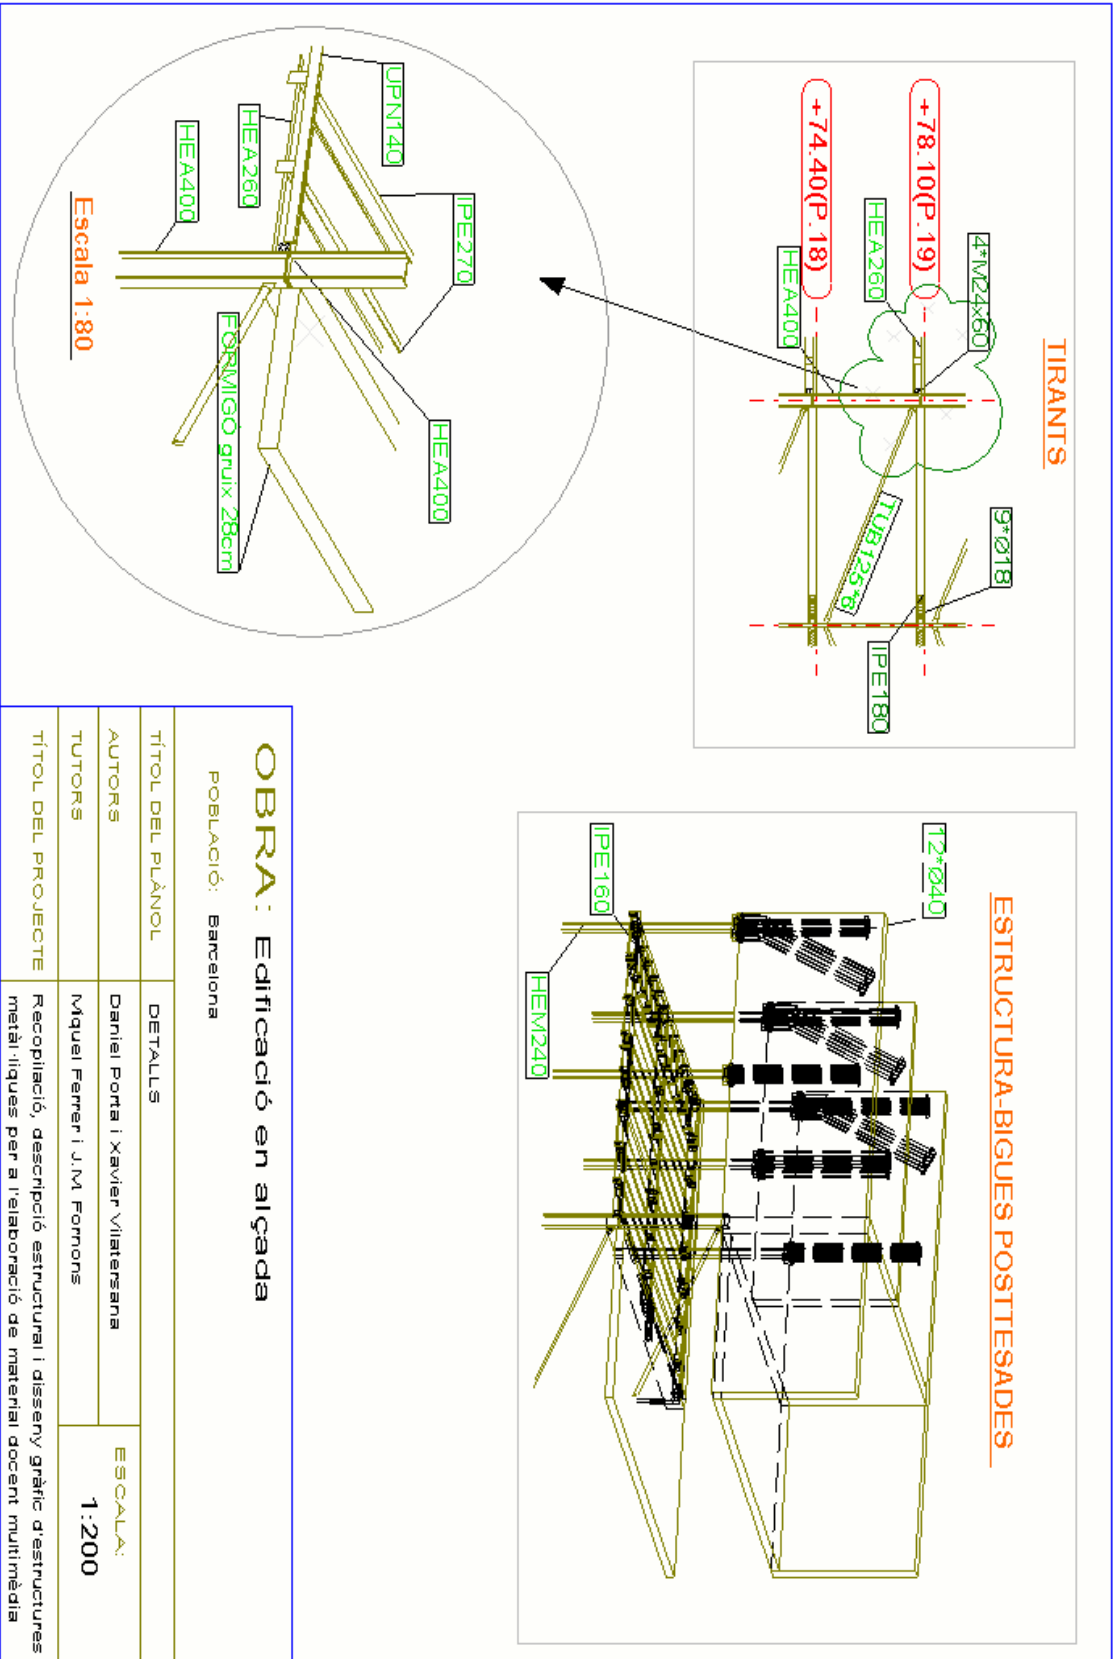 TIRANTS
4*M24x60
9*Ø18
+78.10(P.19)
HEA260
IPE180
TUB125*6
+74.40(P.18)
HEA400
ESTRUCTURA-BIGUES POSTTESADES
12*Ø40
IPE160
HEM240
IPE270
HEA400
UPN140
HEA260
HEA400
FORMIGÓ gruix 28cm
Escala 1:80
OBRA: Edificació en alçada
POBLACIÓ: Barcelona
TÍTOL DEL PLÀNOL DETALLS
AUTORS Daniel Porta i Xavier Vilatersana
ESCALA:
1:200
TUTORS Miquel Ferrer i J.M. Fornons
TÍTOL DEL PROJECTE Recopilació, descripció estructural i disseny gràfic d'estructures
metàl·liques per a l'elaboració de material docent multimèdia